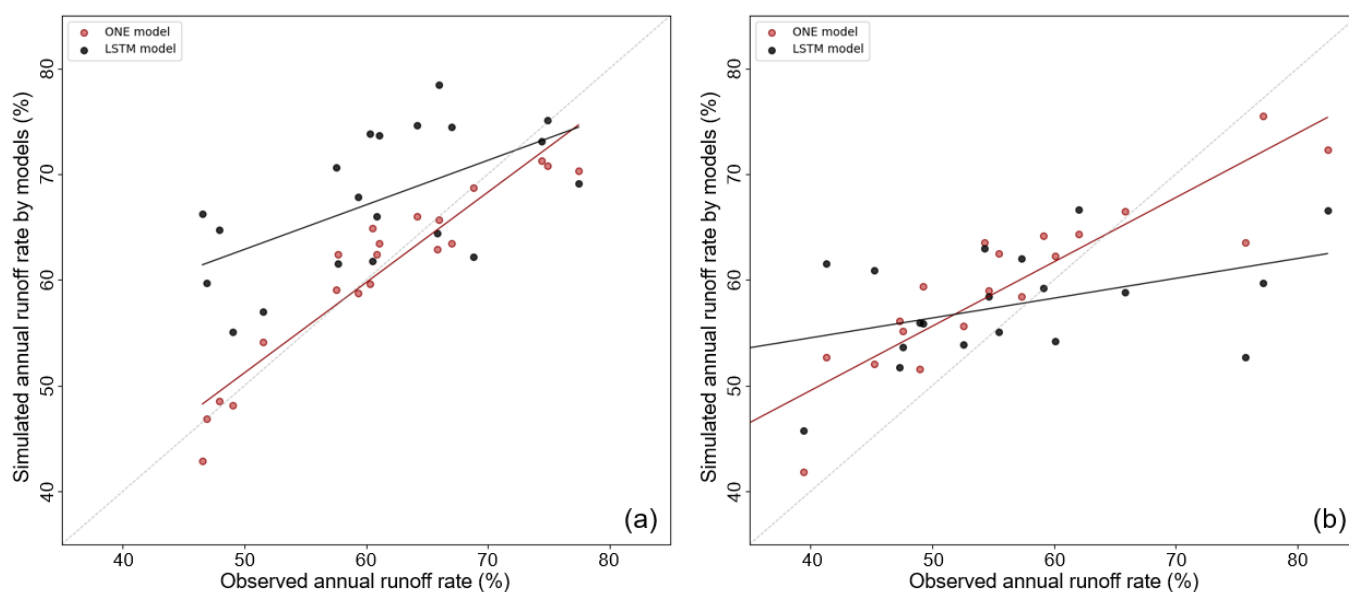 ONE model
LSTM model
Simulated annual runoff rate by models (%)
80
70
60
50
40
(a)
40 50 60 70 80
Observed annual runoff rate (%)
ONE model
LSTM model
Simulated annual runoff rate by models (%)
80
70
60
50
40
(b)
40 50 60 70 80
Observed annual runoff rate (%)